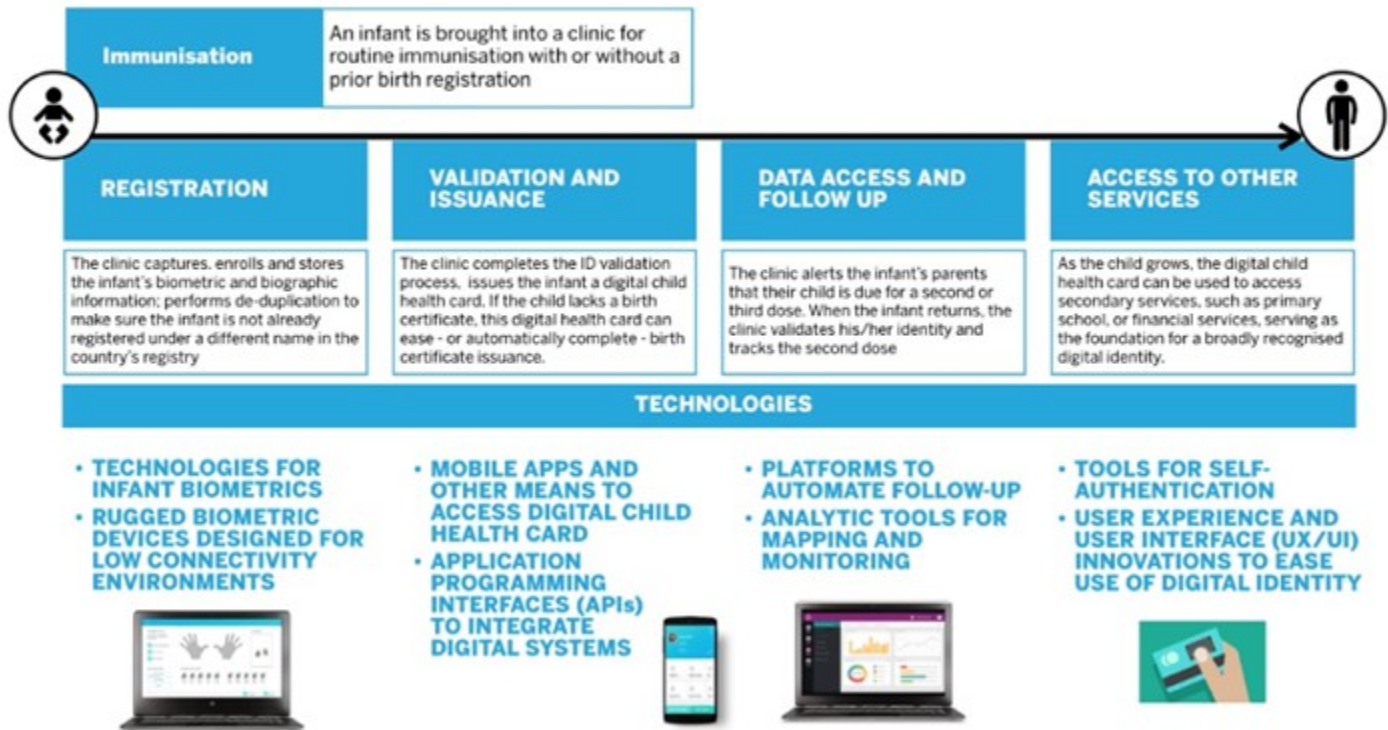 Immunisation
An infant is brought into a clinic for
routine immunisation with or without a
prior birth registration
REGISTRATION
The clinic captures. enrolls and stores
the infant's biometric and biographic
information; performs de-duplication to
make sure the infant is not already
registered under a different name in the
country's registry
VALIDATION AND
ISSUANCE
The clinic completes the ID validation
process, issues the infant a digital child
health card. If the child lacks a birth
certificate, this digital health card can
ease - or automatically complete - birth
certificate issuance.
DATA ACCESS AND
FOLLOW UP
The clinic alerts the infant's parents
that their child is due for a second or
third dose. When the infant returns, the
clinic validates his/her identity and
tracks the second dose
ACCESS TO OTHER
SERVICES
As the child grows, the digital child
health card can be used to access
secondary services, such as primary
school, or financial services, serving as
the foundation for a broadly recognised
digital identity.
TECHNOLOGIES
• TECHNOLOGIES FOR
INFANT BIOMETRICS
• RUGGED BIOMETRIC
DEVICES DESIGNED FOR
LOW CONNECTIVITY
ENVIRONMENTS
• MOBILE APPS AND
OTHER MEANS TO
ACCESS DIGITAL CHILD
HEALTH CARD
• APPLICATION
PROGRAMMING
INTERFACES (APIs)
TO INTEGRATE
DIGITAL SYSTEMS
• PLATFORMS TO
AUTOMATE FOLLOW-UP
• ANALYTIC TOOLS FOR
MAPPING AND
MONITORING
• TOOLS FOR SELF-
AUTHENTICATION
• USER EXPERIENCE AND
USER INTERFACE (UX/UI)
INNOVATIONS TO EASE
USE OF DIGITAL IDENTITY